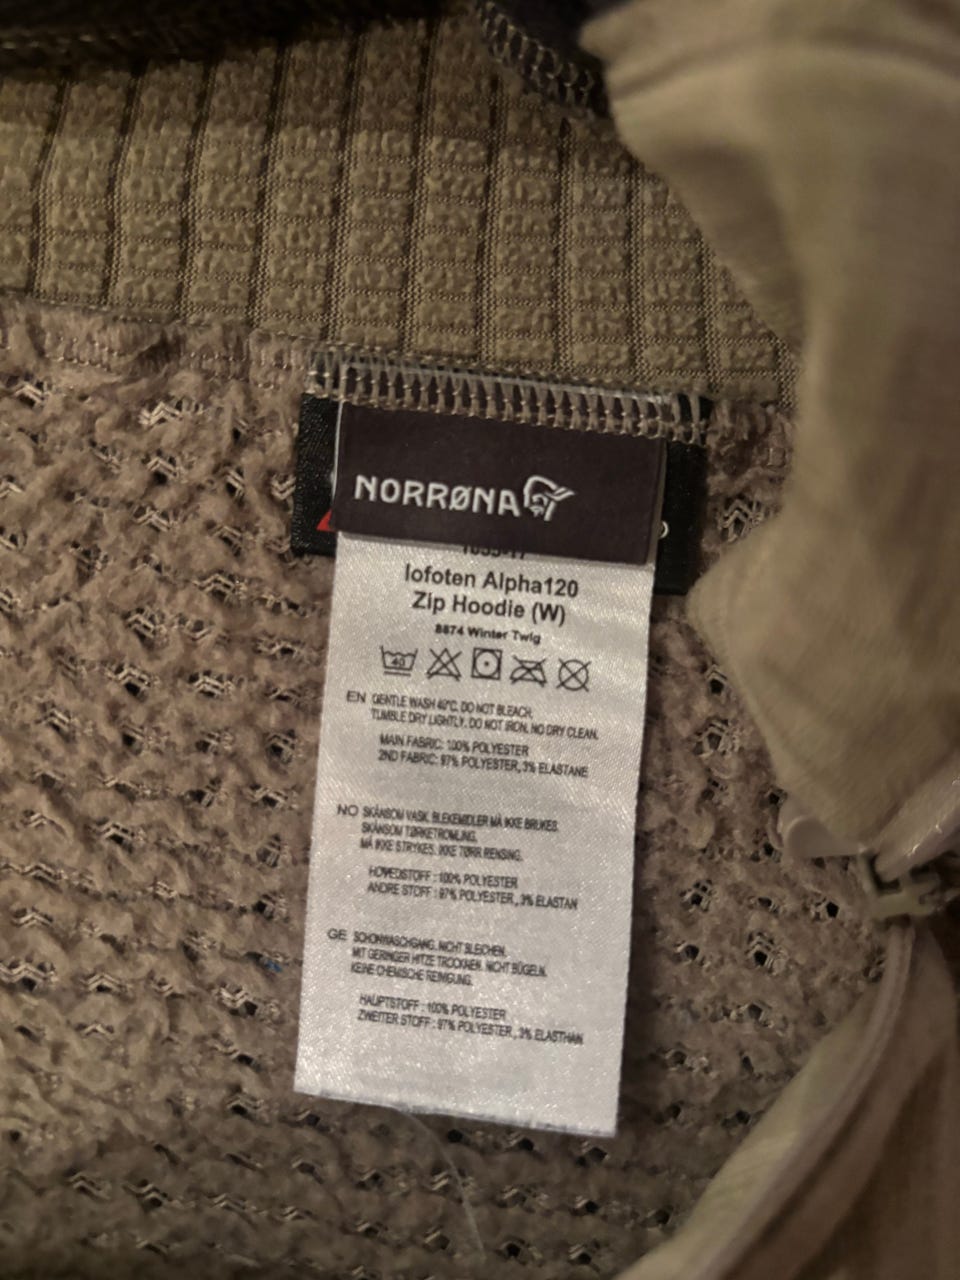 NORRØNA
1033-17
lofoten Alpha120
Zip Hoodie (W)
8874 Winter Twig
40
EN GENTLE WASH 40°C. DO NOT BLEACH.
TUMBLE DRY LIGHTLY. DO NOT IRON. NO DRY CLEAN.
MAIN FABRIC: 100% POLYESTER
2ND FABRIC: 97% POLYESTER, 3% ELASTANE
NO SKÅNSOM VASK. BLEKEMIDLER MÅ IKKE BRUKES.
SKÅNSOM TØRKETROMLING.
MÅ IKKE STRYKES. IKKE TØRR RENSING.
HOVEDSTOFF : 100% POLYESTER
ANDRE STOFF : 97% POLYESTER , 3% ELASTAN
GE SCHONWASCHGANG. NICHT BLEICHEN.
MIT GERINGER HITZE TROCKNEN. NICHT BÜGELN.
KEINE CHEMISCHE REINIGUNG.
HAUPTSTOFF : 100% POLYESTER
ZWEITER STOFF : 97% POLYESTER , 3% ELASTHAN